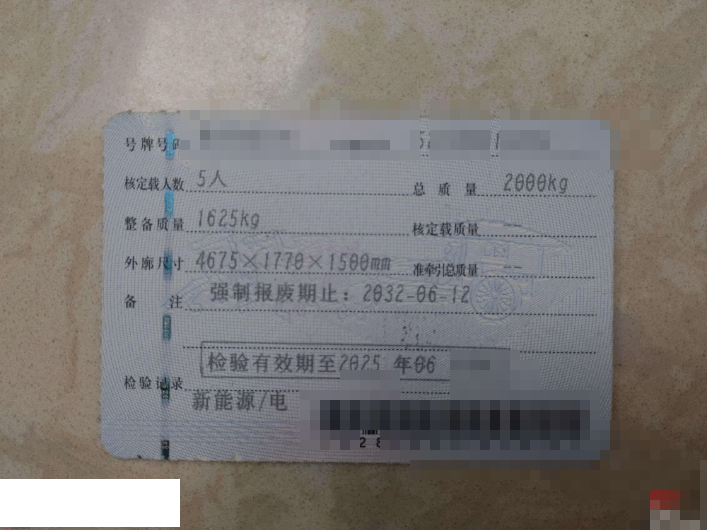 号牌号码
核定载人数 5人 总质量 2000kg
整备质量 1625kg 核定载质量 --
外廓尺寸 4675×1770×1500mm 准牵引总质量 --
备注 强制报废期止：2032-06-12
检验有效期至2025年06
检验记录
新能源/电